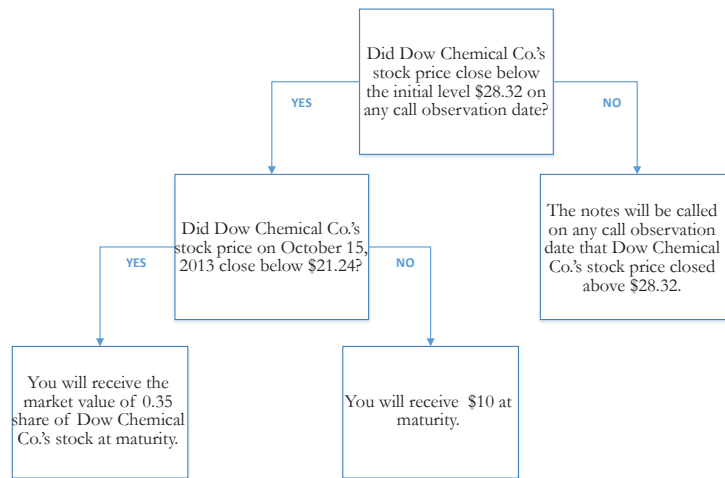 Did Dow Chemical Co.'s
stock price close below
the initial level $28.32 on
any call observation date?
YES
NO
Did Dow Chemical Co.'s
stock price on October 15,
2013 close below $21.24?
The notes will be called
on any call observation
date that Dow Chemical
Co.'s stock price closed
above $28.32.
YES
NO
You will receive the
market value of 0.35
share of Dow Chemical
Co.'s stock at maturity.
You will receive $10 at
maturity.